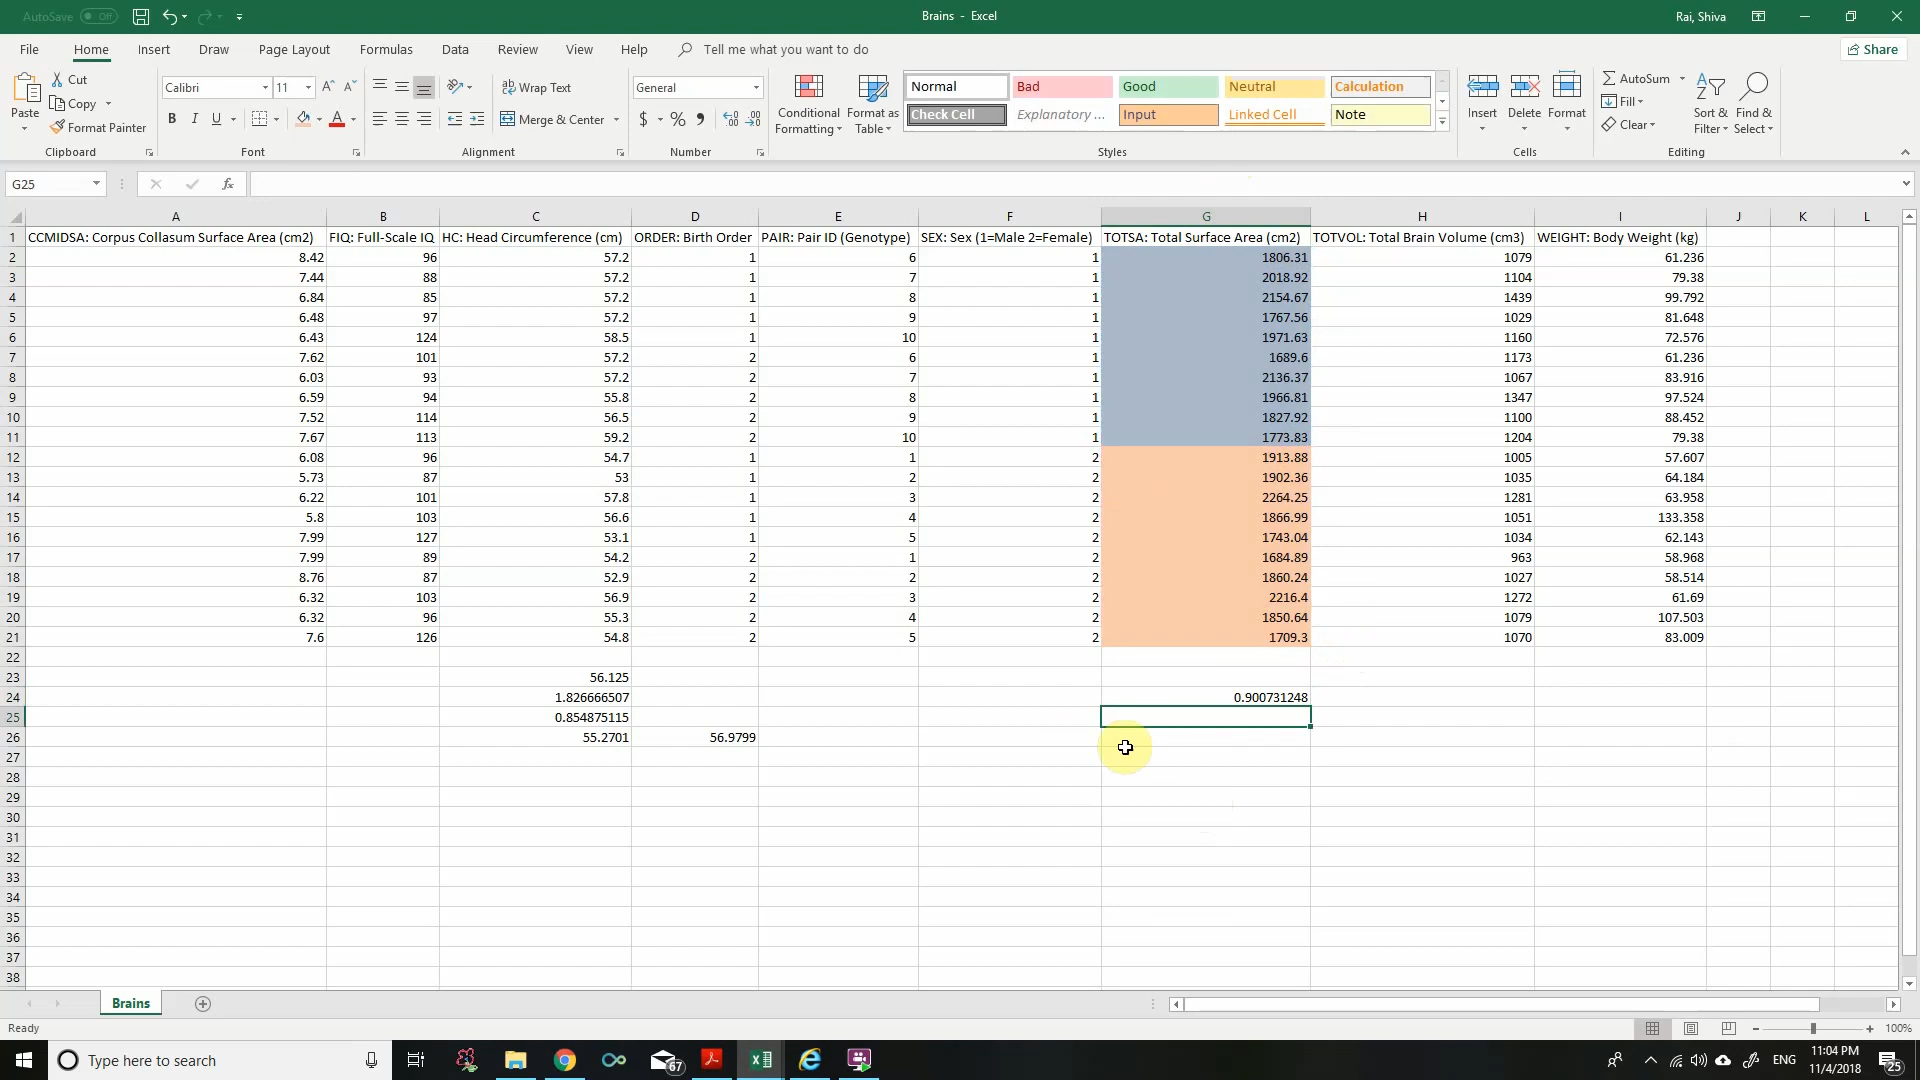 AutoSave Off
Brains - Excel
Rai, Shiva
File Home Insert Draw Page Layout Formulas Data Review View Help Tell me what you want to do Share
Paste
Cut
Copy
Format Painter
Clipboard
Calibri 11
B I U
Font
Wrap Text
Merge & Center
Alignment
General
$ % ,
Number
Conditional Formatting
Format as Table
Normal Bad Good Neutral Calculation
Check Cell Explanatory ... Input Linked Cell Note
Styles
Insert Delete Format
Cells
AutoSum
Fill
Clear
Sort & Filter
Find & Select
Editing
G25 fx
A B C D E F G H I J K L
1 CCMIDSA: Corpus Collasum Surface Area (cm2) FIQ: Full-Scale IQ HC: Head Circumference (cm) ORDER: Birth Order PAIR: Pair ID (Genotype) SEX: Sex (1=Male 2=Female) TOTSA: Total Surface Area (cm2) TOTVOL: Total Brain Volume (cm3) WEIGHT: Body Weight (kg)
2 8.42 96 57.2 1 6 1 1806.31 1079 61.236
3 7.44 88 57.2 1 7 1 2018.92 1104 79.38
4 6.84 85 57.2 1 8 1 2154.67 1439 99.792
5 6.48 97 57.2 1 9 1 1767.56 1029 81.648
6 6.43 124 58.5 1 10 1 1971.63 1160 72.576
7 7.62 101 57.2 2 6 1 1689.6 1173 61.236
8 6.03 93 57.2 2 7 1 2136.37 1067 83.916
9 6.59 94 55.8 2 8 1 1966.81 1347 97.524
10 7.52 114 56.5 2 9 1 1827.92 1100 88.452
11 7.67 113 59.2 2 10 1 1773.83 1204 79.38
12 6.08 96 54.7 1 1 2 1913.88 1005 57.607
13 5.73 87 53 1 2 2 1902.36 1035 64.184
14 6.22 101 57.8 1 3 2 2264.25 1281 63.958
15 5.8 103 56.6 1 4 2 1866.99 1051 133.358
16 7.99 127 53.1 1 5 2 1743.04 1034 62.143
17 7.99 89 54.2 2 1 2 1684.89 963 58.968
18 8.76 87 52.9 2 2 2 1860.24 1027 58.514
19 6.32 103 56.9 2 3 2 2216.4 1272 61.69
20 6.32 96 55.3 2 4 2 1850.64 1079 107.503
21 7.6 126 54.8 2 5 2 1709.3 1070 83.009
22
23 56.125
24 1.826666507 0.900731248
25 0.854875115
26 55.2701 56.9799
27
28
29
30
31
32
33
34
35
36
37
38
Brains
Ready
100%
Type here to search
67
ENG
11:04 PM
11/4/2018
25